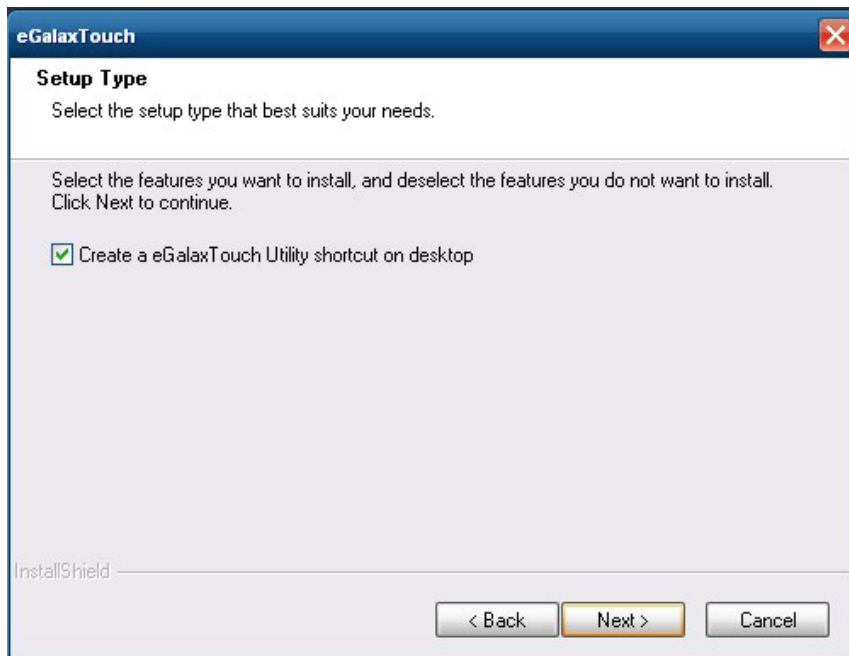 eGalaxTouch
Setup Type
Select the setup type that best suits your needs.
Select the features you want to install, and deselect the features you do not want to install.
Click Next to continue.
Create a eGalaxTouch Utility shortcut on desktop
InstallShield
< Back
Next >
Cancel